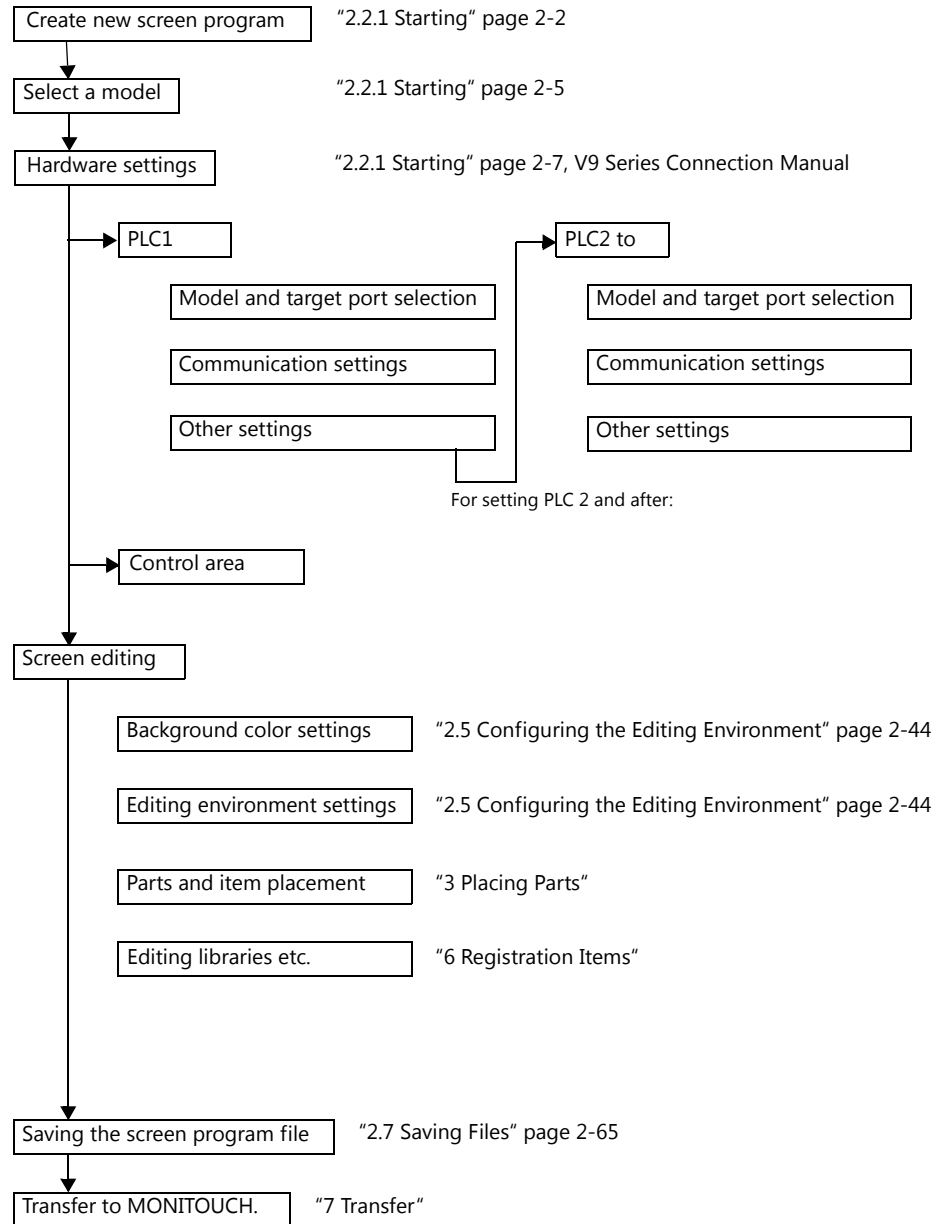 Create new screen program “2.2.1 Starting“ page 2-2
Select a model “2.2.1 Starting“ page 2-5
Hardware settings “2.2.1 Starting“ page 2-7, V9 Series Connection Manual
PLC1 PLC2 to
Model and target port selection Model and target port selection
Communication settings Communication settings
Other settings Other settings
For setting PLC 2 and after:
Control area
Screen editing
Background color settings “2.5 Configuring the Editing Environment“ page 2-44
Editing environment settings “2.5 Configuring the Editing Environment“ page 2-44
Parts and item placement “3 Placing Parts“
Editing libraries etc. “6 Registration Items“
Saving the screen program file “2.7 Saving Files“ page 2-65
Transfer to MONITOUCH. “7 Transfer“